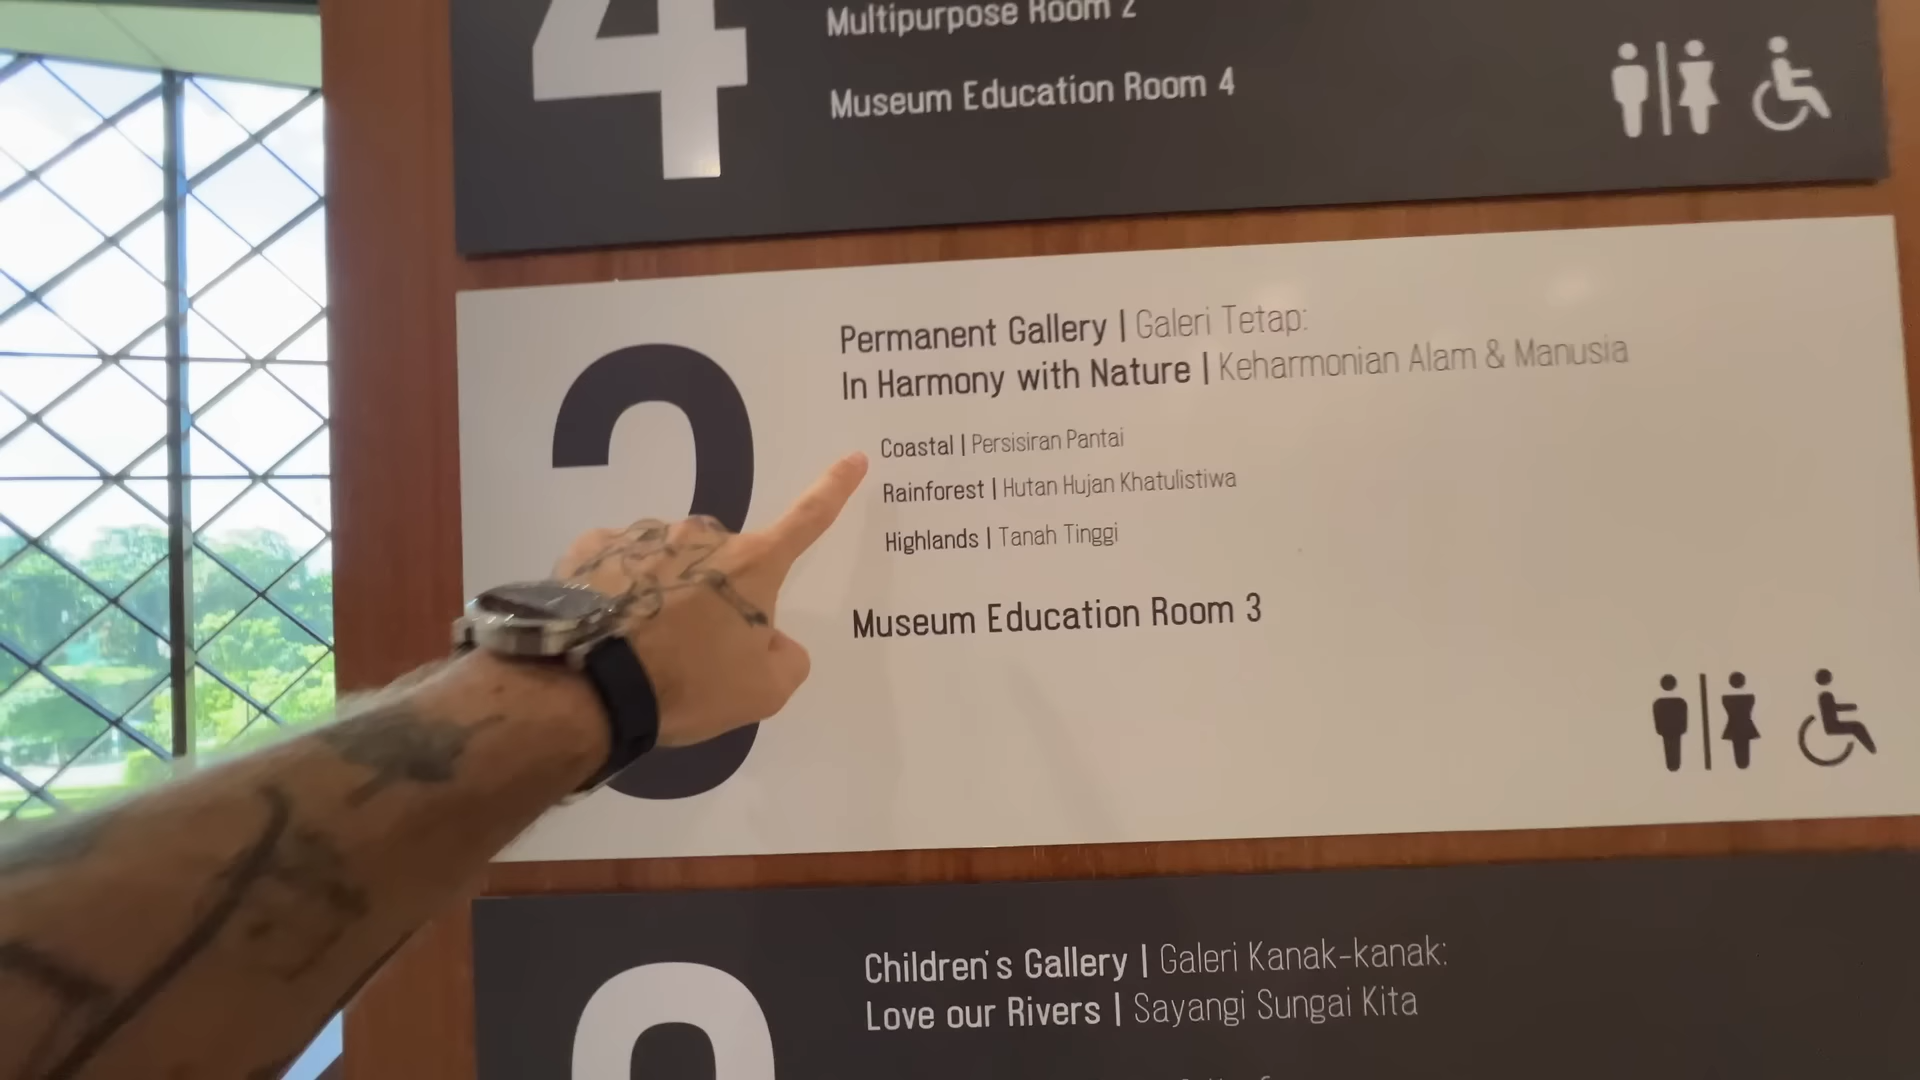 4
Multipurpose Room 2
Museum Education Room 4
3
Permanent Gallery | Galeri Tetap:
In Harmony with Nature | Keharmonian Alam & Manusia
Coastal | Persisiran Pantai
Rainforest | Hutan Hujan Khatulistiwa
Highlands | Tanah Tinggi
Museum Education Room 3
Children's Gallery | Galeri Kanak-kanak:
Love our Rivers | Sayangi Sungai Kita